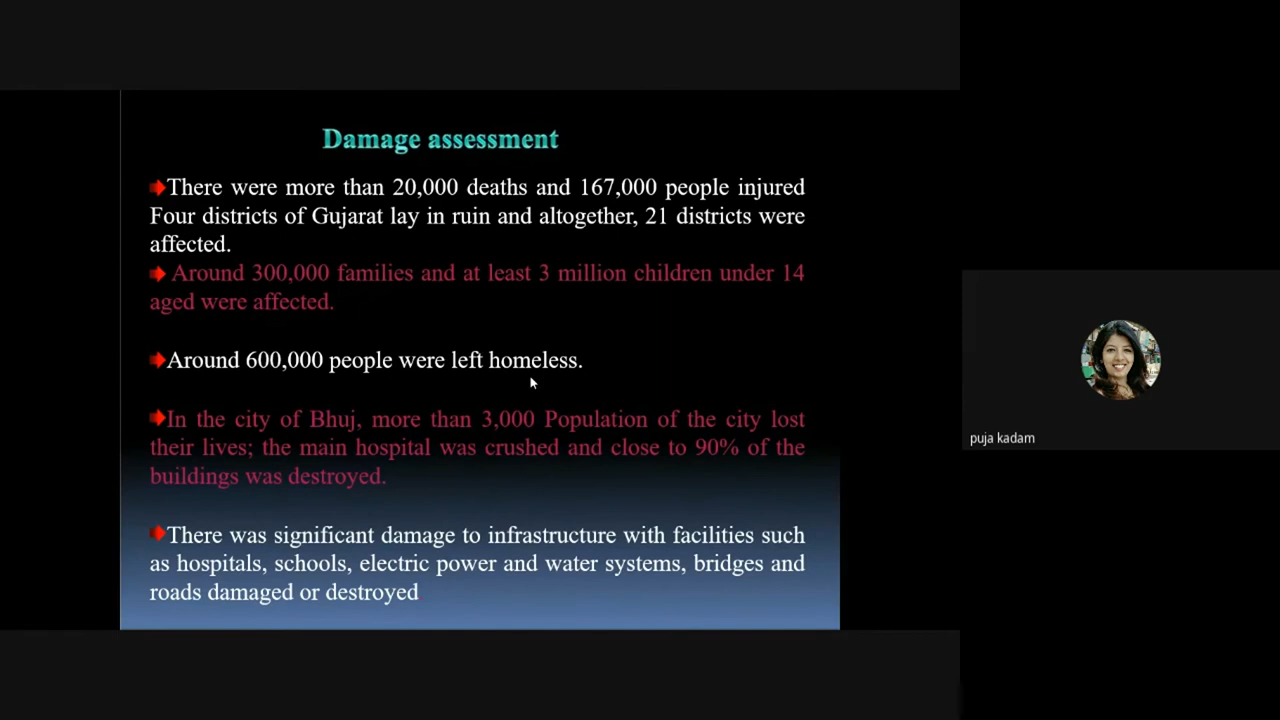 Damage assessment
There were more than 20,000 deaths and 167,000 people injured
Four districts of Gujarat lay in ruin and altogether, 21 districts were
affected.
Around 300,000 families and at least 3 million children under 14
aged were affected.
Around 600,000 people were left homeless.
In the city of Bhuj, more than 3,000 Population of the city lost
their lives; the main hospital was crushed and close to 90% of the
buildings was destroyed.
There was significant damage to infrastructure with facilities such
as hospitals, schools, electric power and water systems, bridges and
roads damaged or destroyed
puja kadam